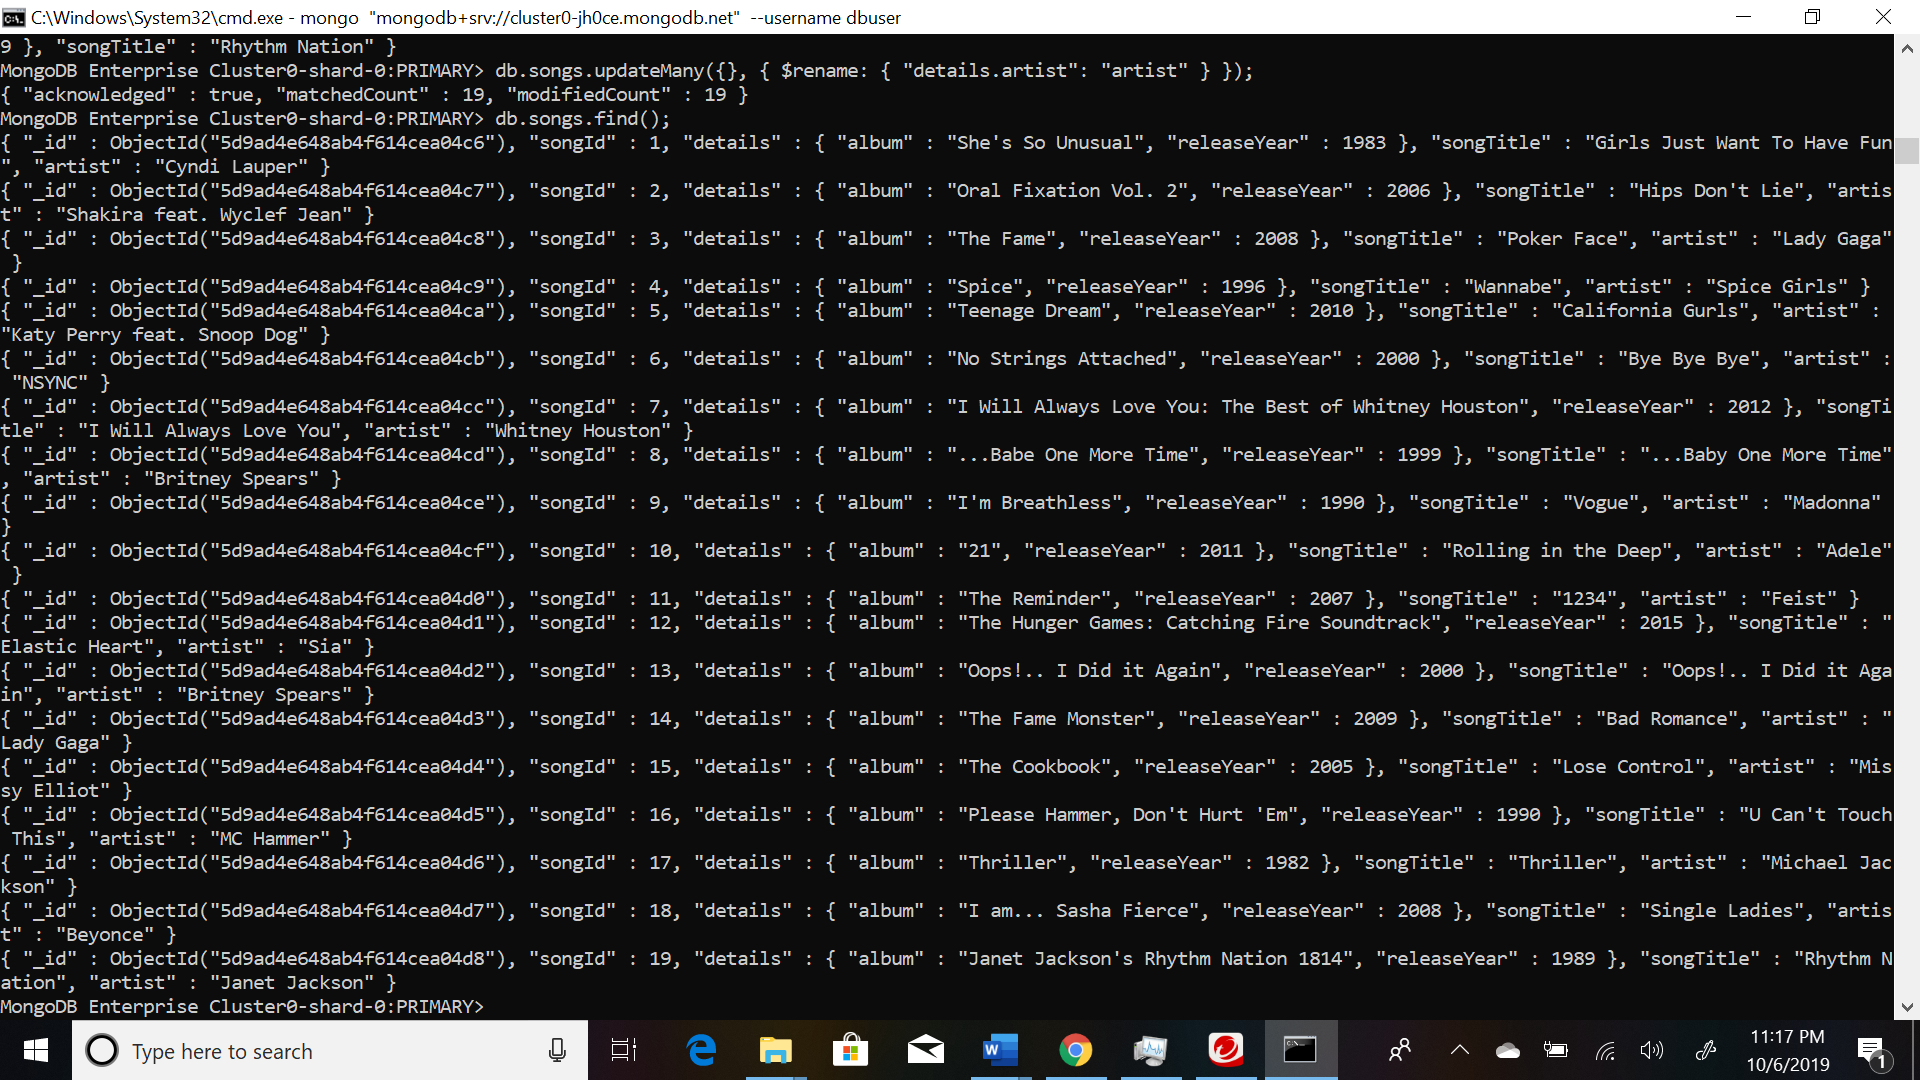 C:\Windows\System32\cmd.exe - mongo  "mongodb+srv://cluster0-jh0ce.mongodb.net"  --username dbuser
9 }, "songTitle" : "Rhythm Nation" }
MongoDB Enterprise Cluster0-shard-0:PRIMARY> db.songs.updateMany({}, { $rename: { "details.artist": "artist" } });
{ "acknowledged" : true, "matchedCount" : 19, "modifiedCount" : 19 }
MongoDB Enterprise Cluster0-shard-0:PRIMARY> db.songs.find();
{ "_id" : ObjectId("5d9ad4e648ab4f614cea04c6"), "songId" : 1, "details" : { "album" : "She's So Unusual", "releaseYear" : 1983 }, "songTitle" : "Girls Just Want To Have Fun
", "artist" : "Cyndi Lauper" }
{ "_id" : ObjectId("5d9ad4e648ab4f614cea04c7"), "songId" : 2, "details" : { "album" : "Oral Fixation Vol. 2", "releaseYear" : 2006 }, "songTitle" : "Hips Don't Lie", "artis
t" : "Shakira feat. Wyclef Jean" }
{ "_id" : ObjectId("5d9ad4e648ab4f614cea04c8"), "songId" : 3, "details" : { "album" : "The Fame", "releaseYear" : 2008 }, "songTitle" : "Poker Face", "artist" : "Lady Gaga"
 }
{ "_id" : ObjectId("5d9ad4e648ab4f614cea04c9"), "songId" : 4, "details" : { "album" : "Spice", "releaseYear" : 1996 }, "songTitle" : "Wannabe", "artist" : "Spice Girls" }
{ "_id" : ObjectId("5d9ad4e648ab4f614cea04ca"), "songId" : 5, "details" : { "album" : "Teenage Dream", "releaseYear" : 2010 }, "songTitle" : "California Gurls", "artist" :
"Katy Perry feat. Snoop Dog" }
{ "_id" : ObjectId("5d9ad4e648ab4f614cea04cb"), "songId" : 6, "details" : { "album" : "No Strings Attached", "releaseYear" : 2000 }, "songTitle" : "Bye Bye Bye", "artist" :
 "NSYNC" }
{ "_id" : ObjectId("5d9ad4e648ab4f614cea04cc"), "songId" : 7, "details" : { "album" : "I Will Always Love You: The Best of Whitney Houston", "releaseYear" : 2012 }, "songTi
tle" : "I Will Always Love You", "artist" : "Whitney Houston" }
{ "_id" : ObjectId("5d9ad4e648ab4f614cea04cd"), "songId" : 8, "details" : { "album" : "...Babe One More Time", "releaseYear" : 1999 }, "songTitle" : "...Baby One More Time"
, "artist" : "Britney Spears" }
{ "_id" : ObjectId("5d9ad4e648ab4f614cea04ce"), "songId" : 9, "details" : { "album" : "I'm Breathless", "releaseYear" : 1990 }, "songTitle" : "Vogue", "artist" : "Madonna"
}
{ "_id" : ObjectId("5d9ad4e648ab4f614cea04cf"), "songId" : 10, "details" : { "album" : "21", "releaseYear" : 2011 }, "songTitle" : "Rolling in the Deep", "artist" : "Adele"
 }
{ "_id" : ObjectId("5d9ad4e648ab4f614cea04d0"), "songId" : 11, "details" : { "album" : "The Reminder", "releaseYear" : 2007 }, "songTitle" : "1234", "artist" : "Feist" }
{ "_id" : ObjectId("5d9ad4e648ab4f614cea04d1"), "songId" : 12, "details" : { "album" : "The Hunger Games: Catching Fire Soundtrack", "releaseYear" : 2015 }, "songTitle" : "
Elastic Heart", "artist" : "Sia" }
{ "_id" : ObjectId("5d9ad4e648ab4f614cea04d2"), "songId" : 13, "details" : { "album" : "Oops!.. I Did it Again", "releaseYear" : 2000 }, "songTitle" : "Oops!.. I Did it Aga
in", "artist" : "Britney Spears" }
{ "_id" : ObjectId("5d9ad4e648ab4f614cea04d3"), "songId" : 14, "details" : { "album" : "The Fame Monster", "releaseYear" : 2009 }, "songTitle" : "Bad Romance", "artist" : "
Lady Gaga" }
{ "_id" : ObjectId("5d9ad4e648ab4f614cea04d4"), "songId" : 15, "details" : { "album" : "The Cookbook", "releaseYear" : 2005 }, "songTitle" : "Lose Control", "artist" : "Mis
sy Elliot" }
{ "_id" : ObjectId("5d9ad4e648ab4f614cea04d5"), "songId" : 16, "details" : { "album" : "Please Hammer, Don't Hurt 'Em", "releaseYear" : 1990 }, "songTitle" : "U Can't Touch
 This", "artist" : "MC Hammer" }
{ "_id" : ObjectId("5d9ad4e648ab4f614cea04d6"), "songId" : 17, "details" : { "album" : "Thriller", "releaseYear" : 1982 }, "songTitle" : "Thriller", "artist" : "Michael Jac
kson" }
{ "_id" : ObjectId("5d9ad4e648ab4f614cea04d7"), "songId" : 18, "details" : { "album" : "I am... Sasha Fierce", "releaseYear" : 2008 }, "songTitle" : "Single Ladies", "artis
t" : "Beyonce" }
{ "_id" : ObjectId("5d9ad4e648ab4f614cea04d8"), "songId" : 19, "details" : { "album" : "Janet Jackson's Rhythm Nation 1814", "releaseYear" : 1989 }, "songTitle" : "Rhythm N
ation", "artist" : "Janet Jackson" }
MongoDB Enterprise Cluster0-shard-0:PRIMARY>
Type here to search
11:17 PM
10/6/2019
1